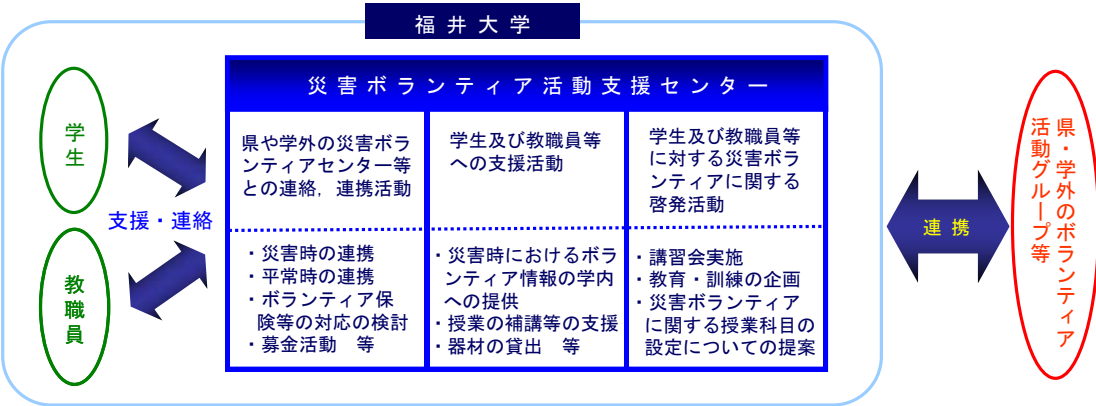 福井大学
災害ボランティア活動支援センター
学生
教職員
支援・連絡
県や学外の災害ボラ
ンティアセンター等
との連絡，連携活動
・災害時の連携
・平常時の連携
・ボランティア保
険等の対応の検討
・募金活動　等
学生及び教職員等
への支援活動
・災害時におけるボラ
ンティア情報の学内
への提供
・授業の補講等の支援
・器材の貸出　等
学生及び教職員等
に対する災害ボラ
ンティアに関する
啓発活動
・講習会実施
・教育・訓練の企画
・災害ボランティア
に関する授業科目の
設定についての提案
連携
県・学外のボランティア
活動グループ等